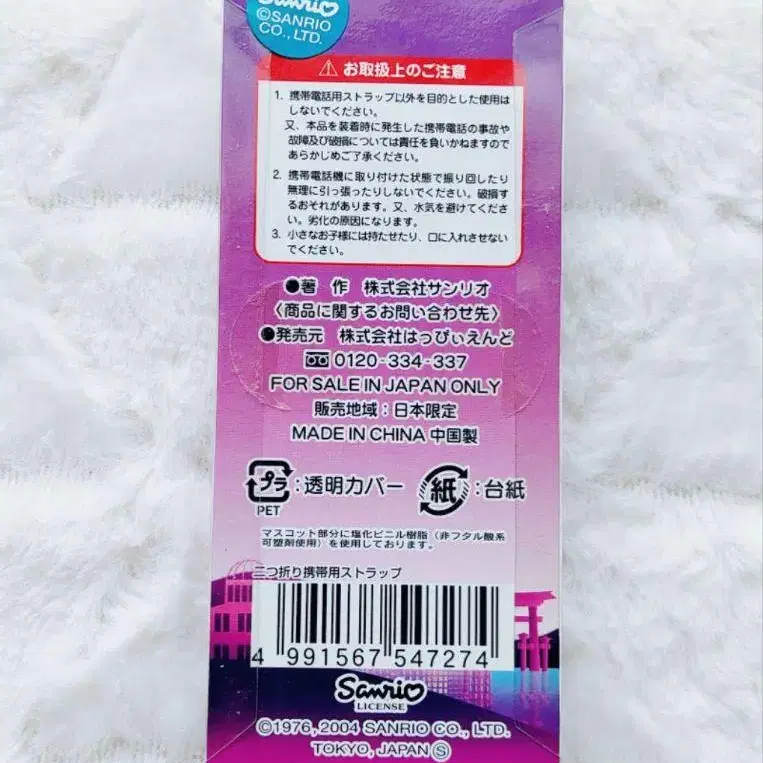 Sanrio
©SANRIO
CO., LTD.
⚠ お取扱上のご注意
1. 携帯電話用ストラップ以外を目的とした使用は
しないでください。
又、本品を装着時に発生した携帯電話の事故や
故障及び破損については責任を負いかねますので
あらかじめご了承ください。
2. 携帯電話機に取り付けた状態で振り回したり
無理に引っ張ったりしないでください。破損す
るおそれがあります。又、水気を避けてくださ
い。劣化の原因になります。
3. 小さなお子様には持たせたり、口に入れさせない
でください。
●著 作 株式会社サンリオ
〈商品に関するお問い合わせ先〉
●発売元 株式会社はっぴぃえんど
0120-334-337
FOR SALE IN JAPAN ONLY
販売地域：日本限定
MADE IN CHINA 中国製
プラ：透明カバー 紙：台紙
PET
マスコット部分に塩化ビニル樹脂（非フタル酸系
可塑剤使用）を使用しております。
二つ折り携帯用ストラップ
4 991567 547274
Sanrio
LICENSE
©1976, 2004 SANRIO CO., LTD.
TOKYO, JAPAN Ⓢ